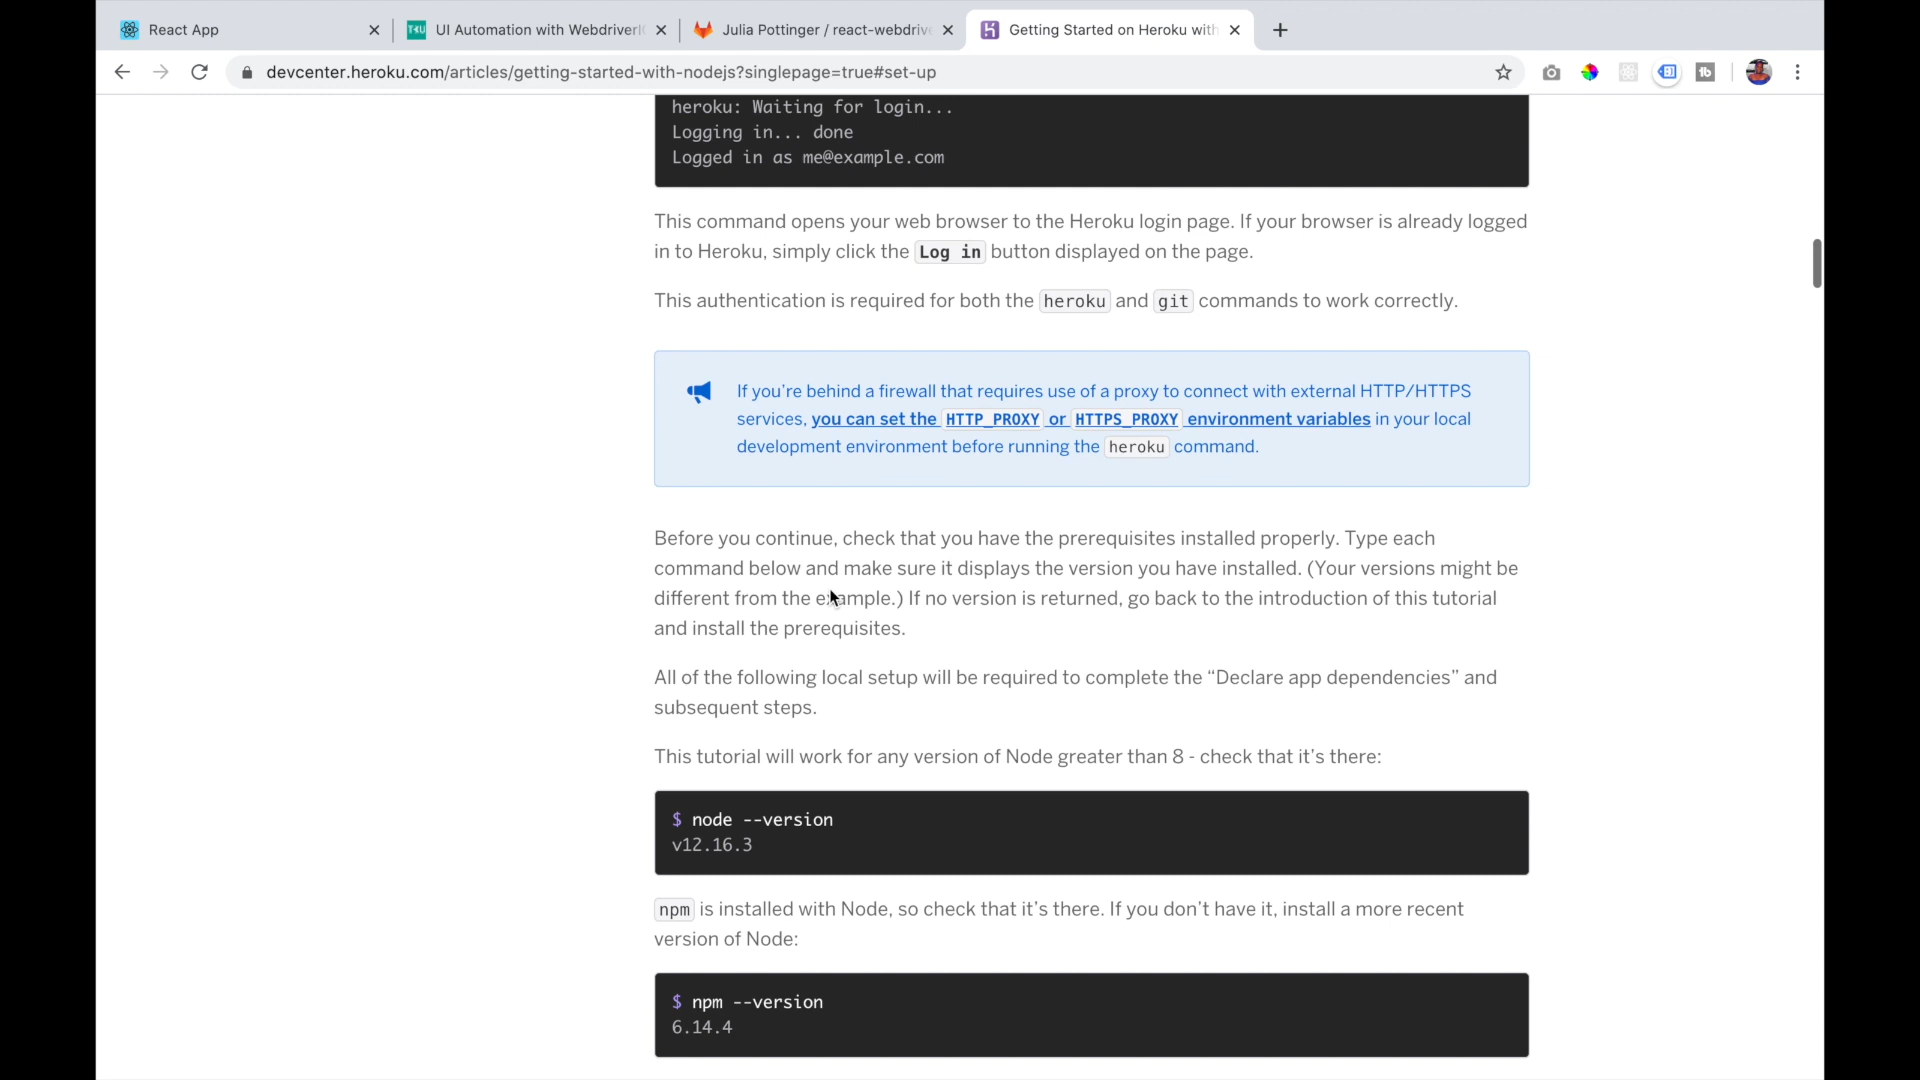 React App
UI Automation with WebdriverI
Julia Pottinger / react-webdrive
Getting Started on Heroku with
devcenter.heroku.com/articles/getting-started-with-nodejs?singlepage=true#set-up
heroku: Waiting for login...
Logging in... done
Logged in as me@example.com
This command opens your web browser to the Heroku login page. If your browser is already logged
in to Heroku, simply click the Log in button displayed on the page.
This authentication is required for both the heroku and git commands to work correctly.
If you’re behind a firewall that requires use of a proxy to connect with external HTTP/HTTPS
services, you can set the HTTP_PROXY or HTTPS_PROXY environment variables in your local
development environment before running the heroku command.
Before you continue, check that you have the prerequisites installed properly. Type each
command below and make sure it displays the version you have installed. (Your versions might be
different from the example.) If no version is returned, go back to the introduction of this tutorial
and install the prerequisites.
All of the following local setup will be required to complete the “Declare app dependencies” and
subsequent steps.
This tutorial will work for any version of Node greater than 8 - check that it’s there:
$ node --version
v12.16.3
npm is installed with Node, so check that it’s there. If you don’t have it, install a more recent
version of Node:
$ npm --version
6.14.4